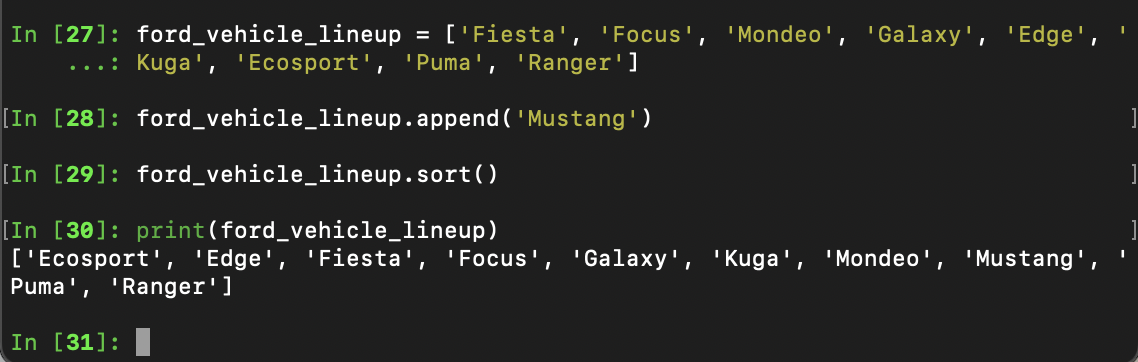 In [27]: ford_vehicle_lineup = ['Fiesta', 'Focus', 'Mondeo', 'Galaxy', 'Edge', '
...: Kuga', 'Ecosport', 'Puma', 'Ranger']
[In [28]: ford_vehicle_lineup.append('Mustang') ]
[In [29]: ford_vehicle_lineup.sort() ]
[In [30]: print(ford_vehicle_lineup) ]
['Ecosport', 'Edge', 'Fiesta', 'Focus', 'Galaxy', 'Kuga', 'Mondeo', 'Mustang', '
Puma', 'Ranger']
In [31]: